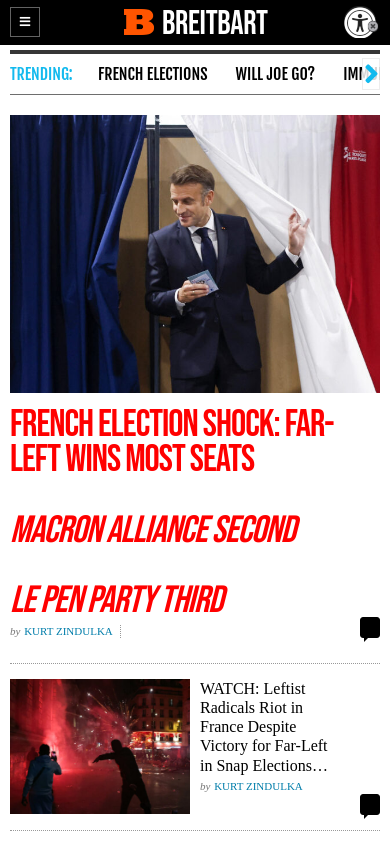 BREITBART
TRENDING:
FRENCH ELECTIONS
WILL JOE GO?
FRENCH ELECTION SHOCK: FAR-
LEFT WINS MOST SEATS
MACRON ALLIANCE SECOND
LE PEN PARTY THIRD
by KURT ZINDULKA
WATCH: Leftist
Radicals Riot in
France Despite
Victory for Far-Left
in Snap Elections…
by KURT ZINDULKA